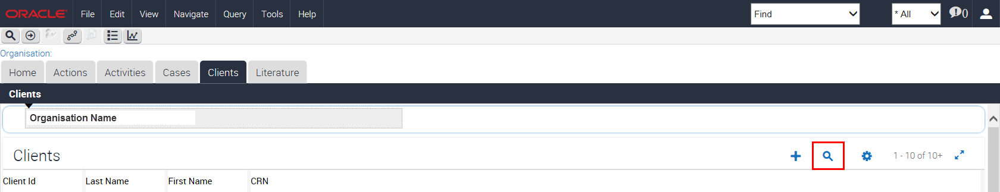 ORACLE File Edit View Navigate Query Tools Help Find * All 0
Organisation:
Home Actions Activities Cases Clients Literature
Clients
Organisation Name
Clients 1 - 10 of 10+
Client Id Last Name First Name CRN